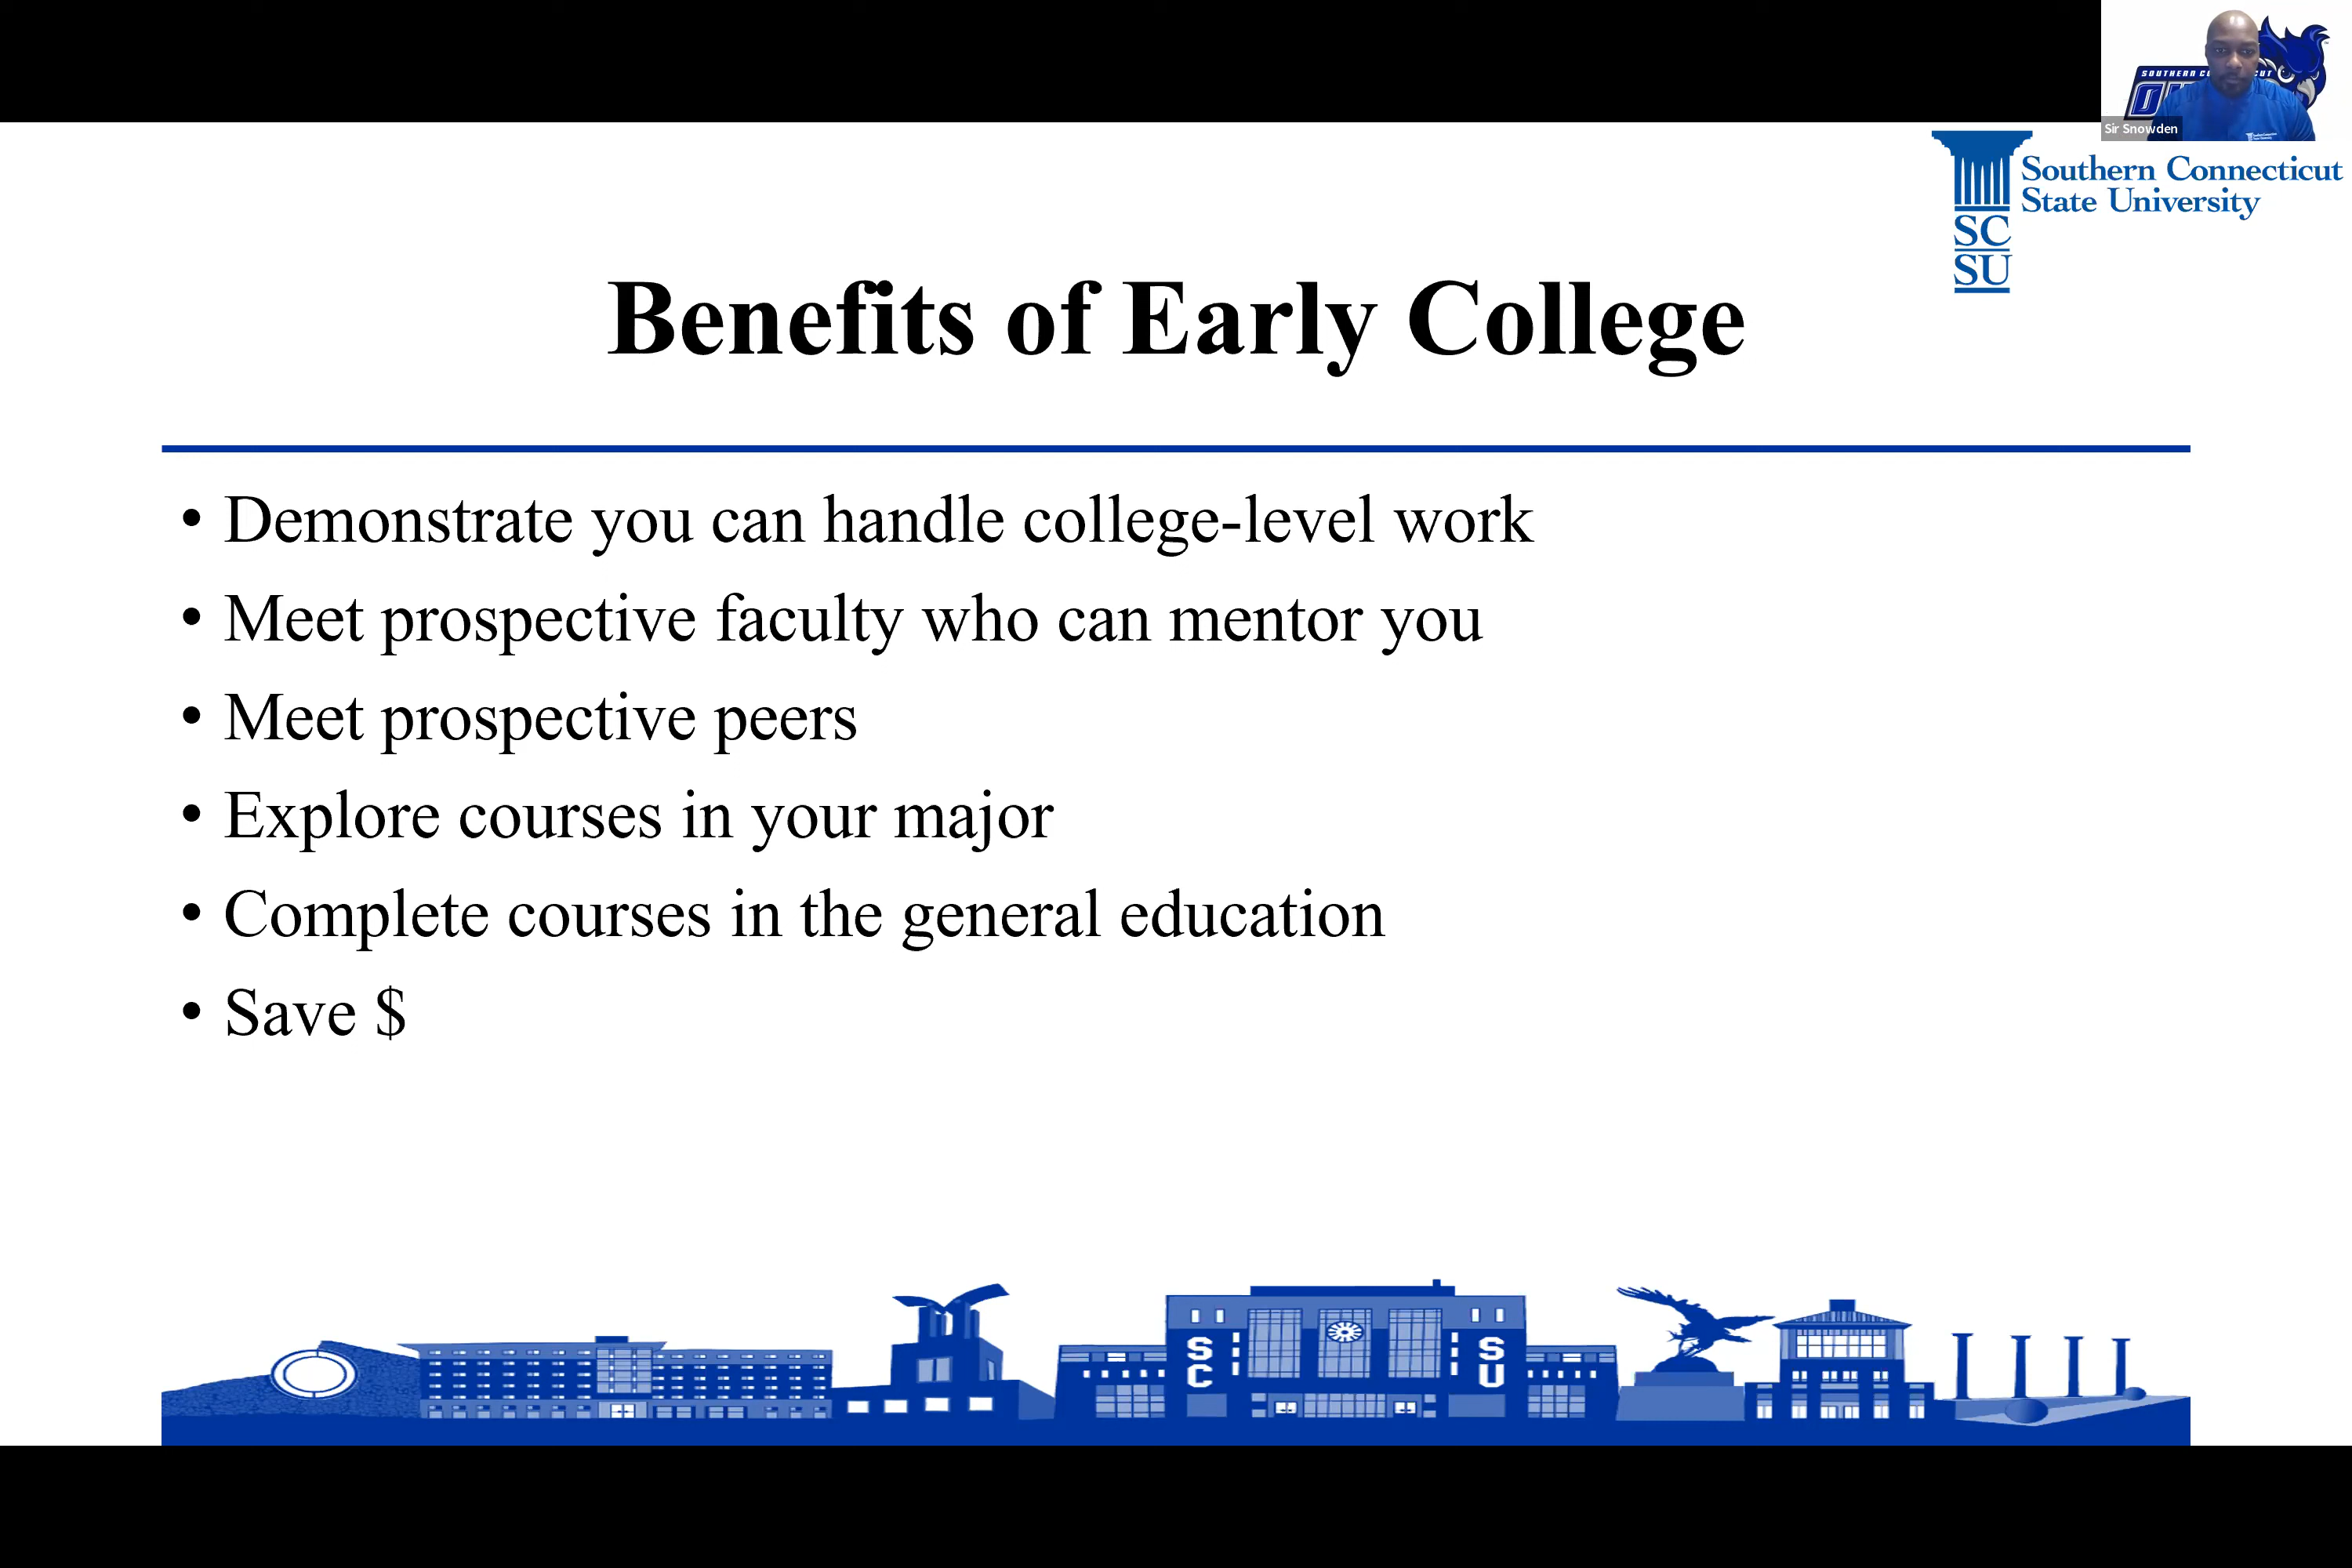 SOUTHERN
Sir Snowden
Southern Connecticut
State University
SC
SU
Benefits of Early College
• Demonstrate you can handle college-level work
• Meet prospective faculty who can mentor you
• Meet prospective peers
• Explore courses in your major
• Complete courses in the general education
• Save $
SC
SU